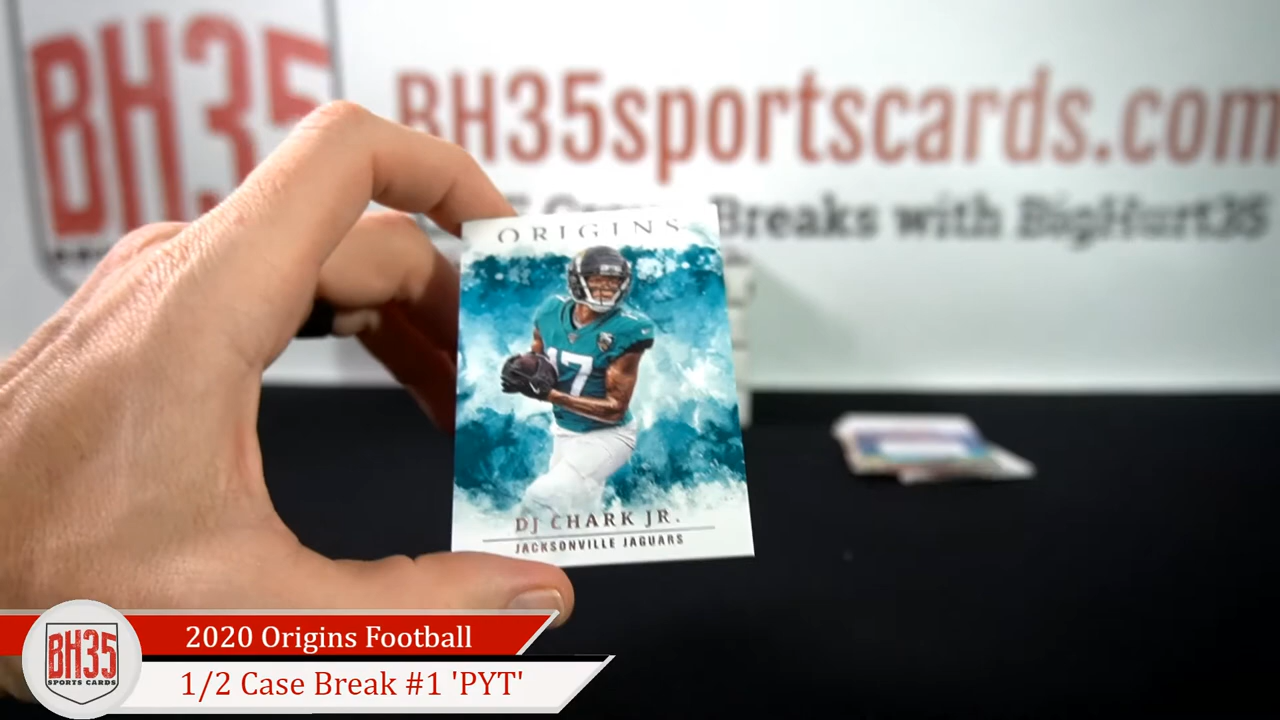 BH35
BH35sportscards.com
Breaks with BigHurt35
ORIGINS
17
DJ CHARK JR.
JACKSONVILLE JAGUARS
BH35
SPORTS CARDS
2020 Origins Football
1/2 Case Break #1 'PYT'